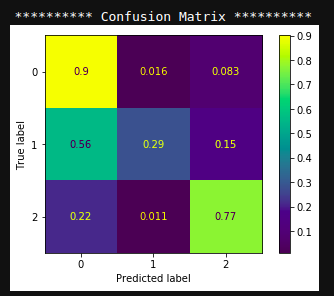 ********** Confusion Matrix **********
0 0.9 0.016 0.083
1 0.56 0.29 0.15
2 0.22 0.011 0.77
0 1 2
Predicted label
True label
0.9
0.8
0.7
0.6
0.5
0.4
0.3
0.2
0.1